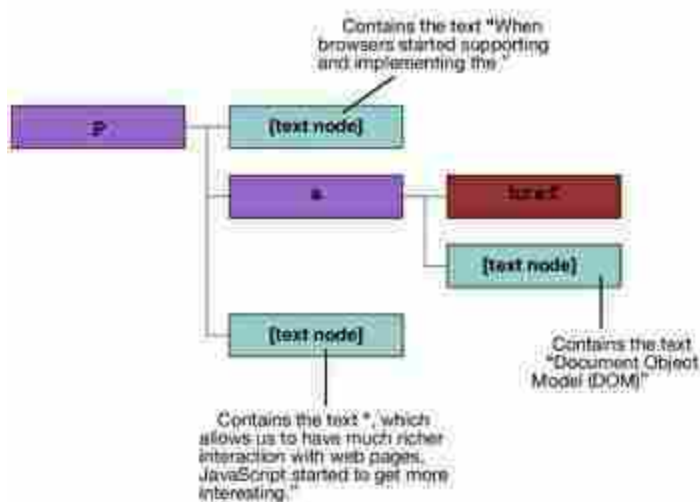 Contains the text "When
browsers started supporting
and implementing the "
p
[text node]
a
href
[text node]
[text node]
Contains the text
"Document Object
Model (DOM)"
Contains the text ", which
allows us to have much richer
interaction with web pages,
JavaScript started to get more
interesting."